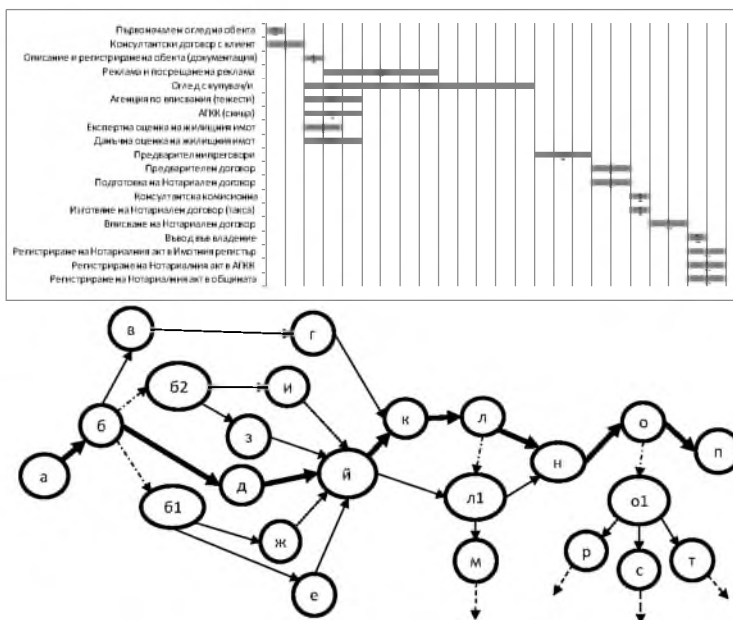 Първоначален оглед на обекта
Консултантски договор с клиент
Описание и регистриране на обекта (документация)
Реклама и посрещане на реклама
Оглед с купувач/и
Агенция по вписвания (тежести)
АГКК (скица)
Експертна оценка на жилищния имот
Данъчна оценка на жилищния имот
Предварителни преговори
Предварителен договор
Подготовка на Нотариален договор
Консултантска комисионна
Изготвяне на Нотариален договор (такса)
Вписване на Нотариален договор
Въвод във владение
Регистриране на Нотариалния акт в Имотния регистър
Регистриране на Нотариалния акт в АГКК
Регистриране на Нотариалния акт в общината
в
г
б2
и
б
з
к
л
о
п
а
д
й
н
б1
л1
о1
ж
е
м
р
с
т